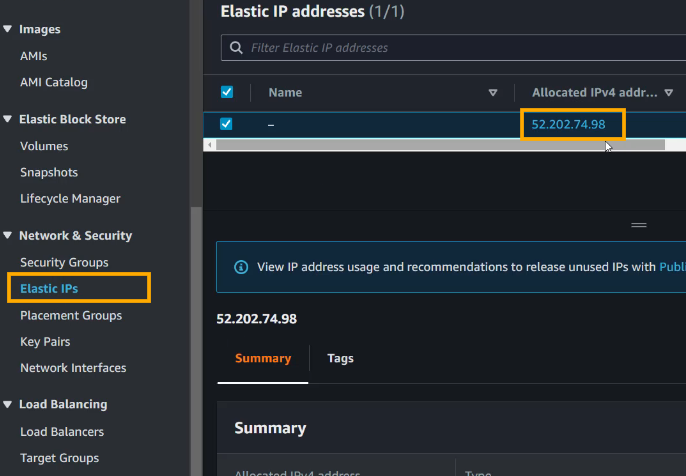 Images
AMIs
AMI Catalog
Elastic Block Store
Volumes
Snapshots
Lifecycle Manager
Network & Security
Security Groups
Elastic IPs
Placement Groups
Key Pairs
Network Interfaces
Load Balancing
Load Balancers
Target Groups
Elastic IP addresses (1/1)
Filter Elastic IP addresses
Name Allocated IPv4 addr...
– 52.202.74.98
View IP address usage and recommendations to release unused IPs with Publi
52.202.74.98
Summary Tags
Summary
Allocated IPv4 address Type